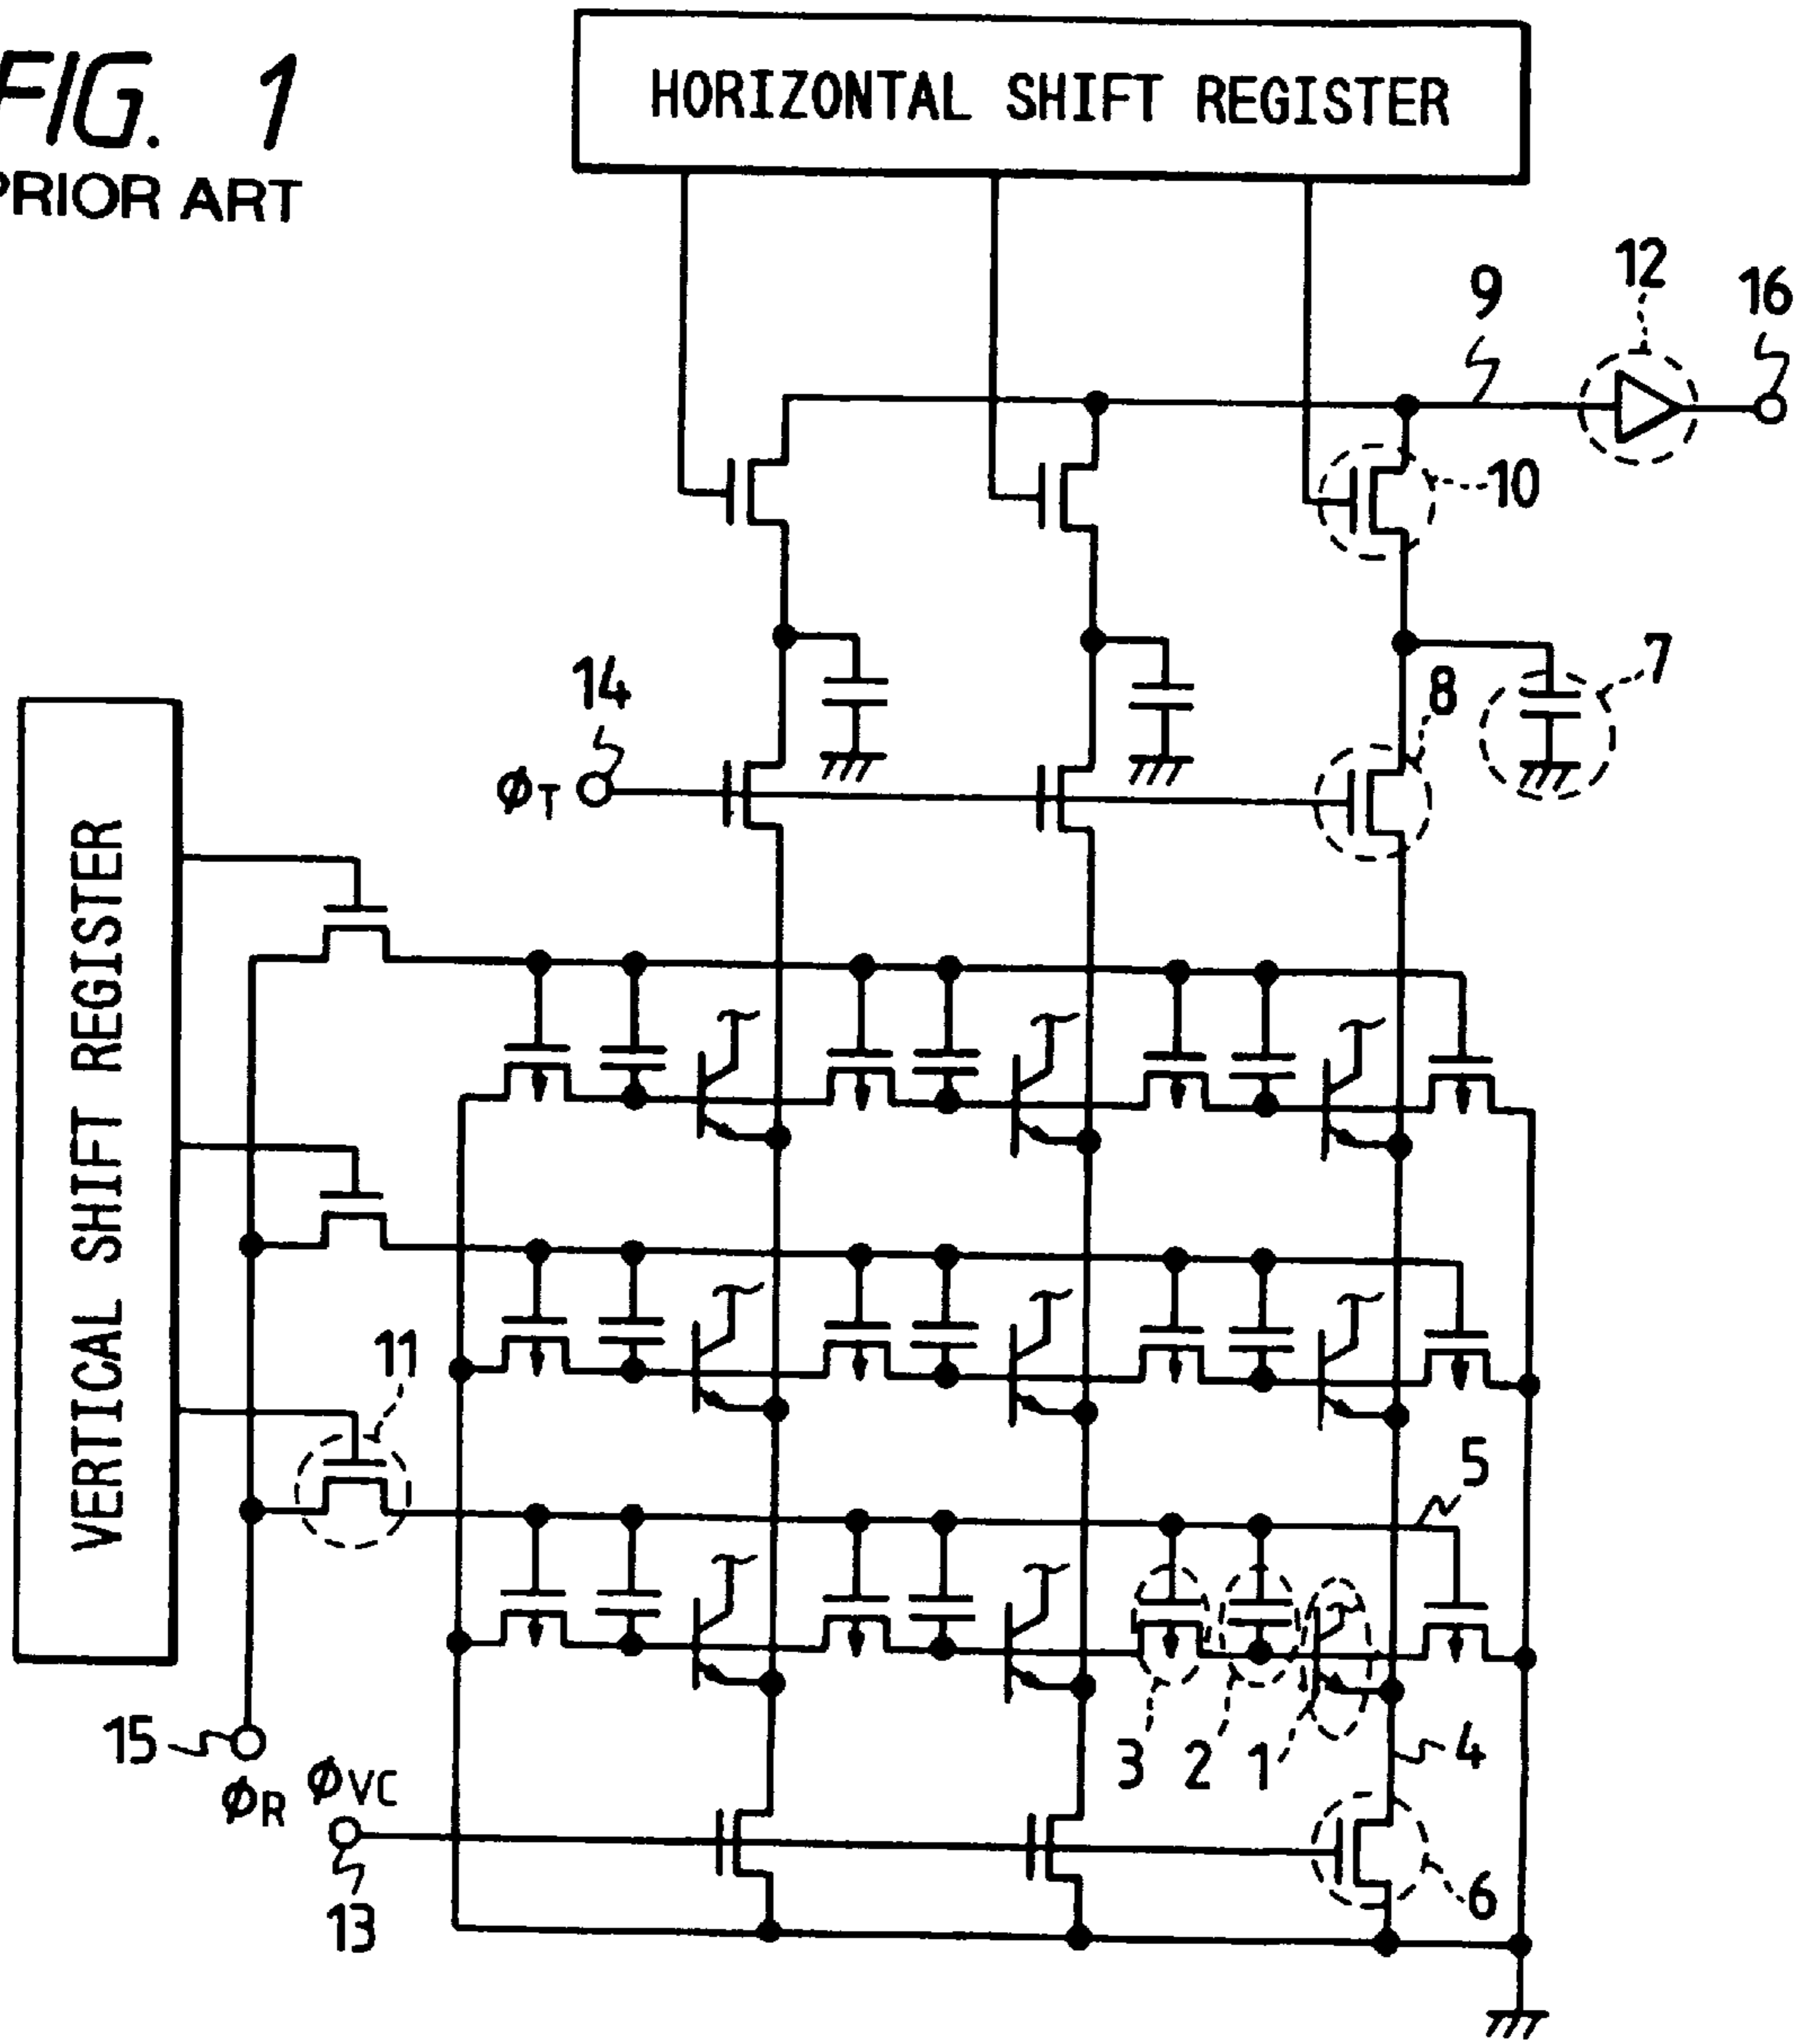 FIG. 1
PRIOR ART
HORIZONTAL SHIFT REGISTER
12
16
9
10
7
8
14
φT
VERTICAL SHIFT REGISTER
11
5
15
φR
φVC
13
3
2
1
4
6